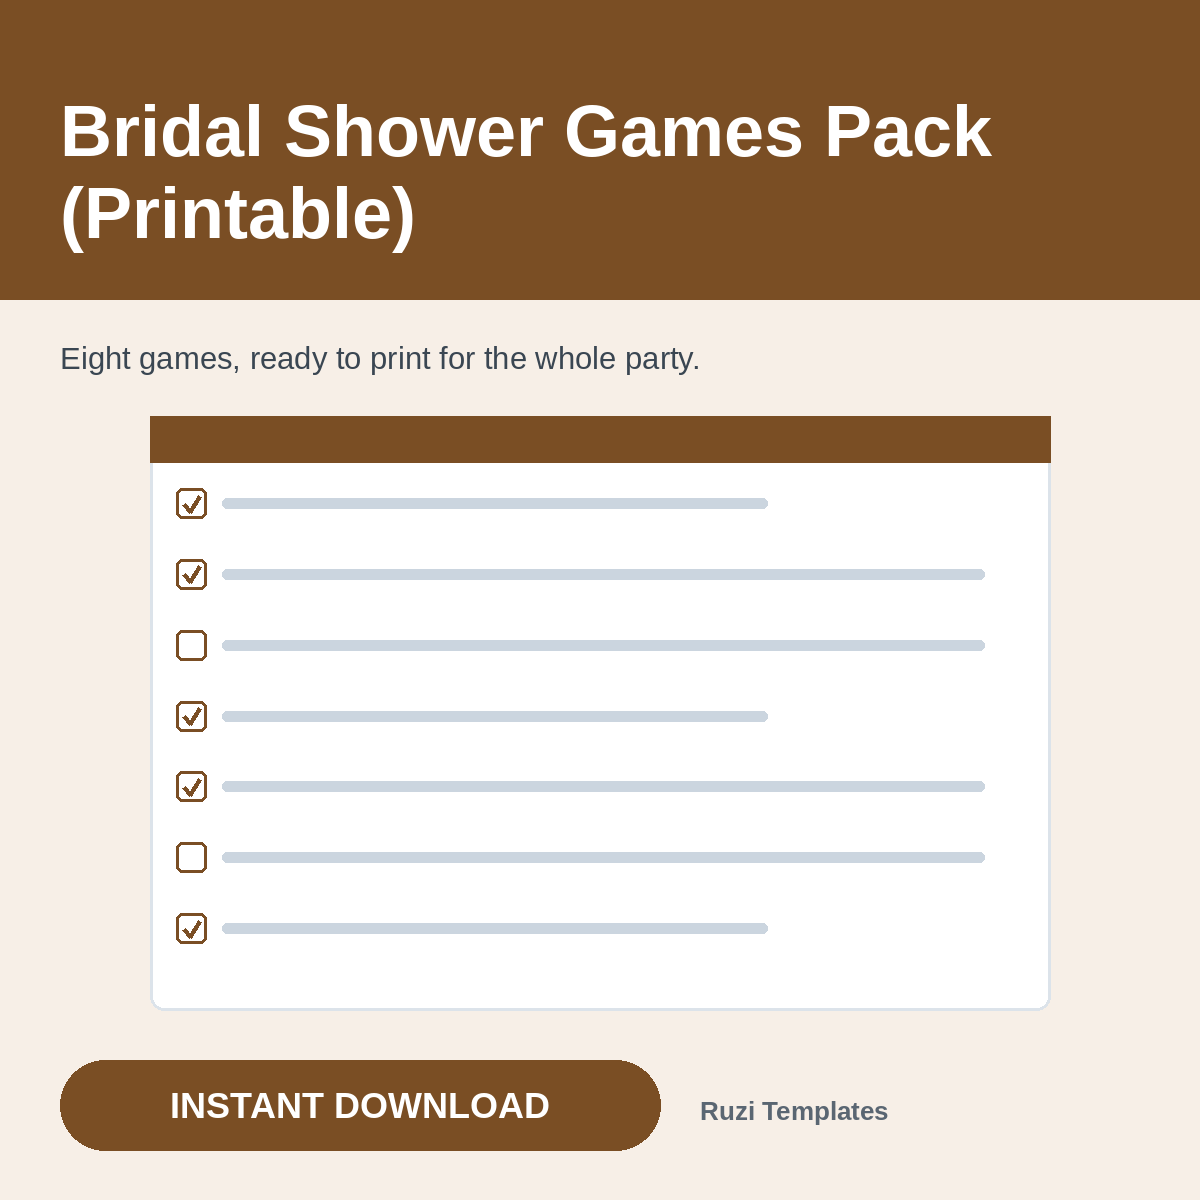 Bridal Shower Games Pack
(Printable)
Eight games, ready to print for the whole party.
INSTANT DOWNLOAD
Ruzi Templates